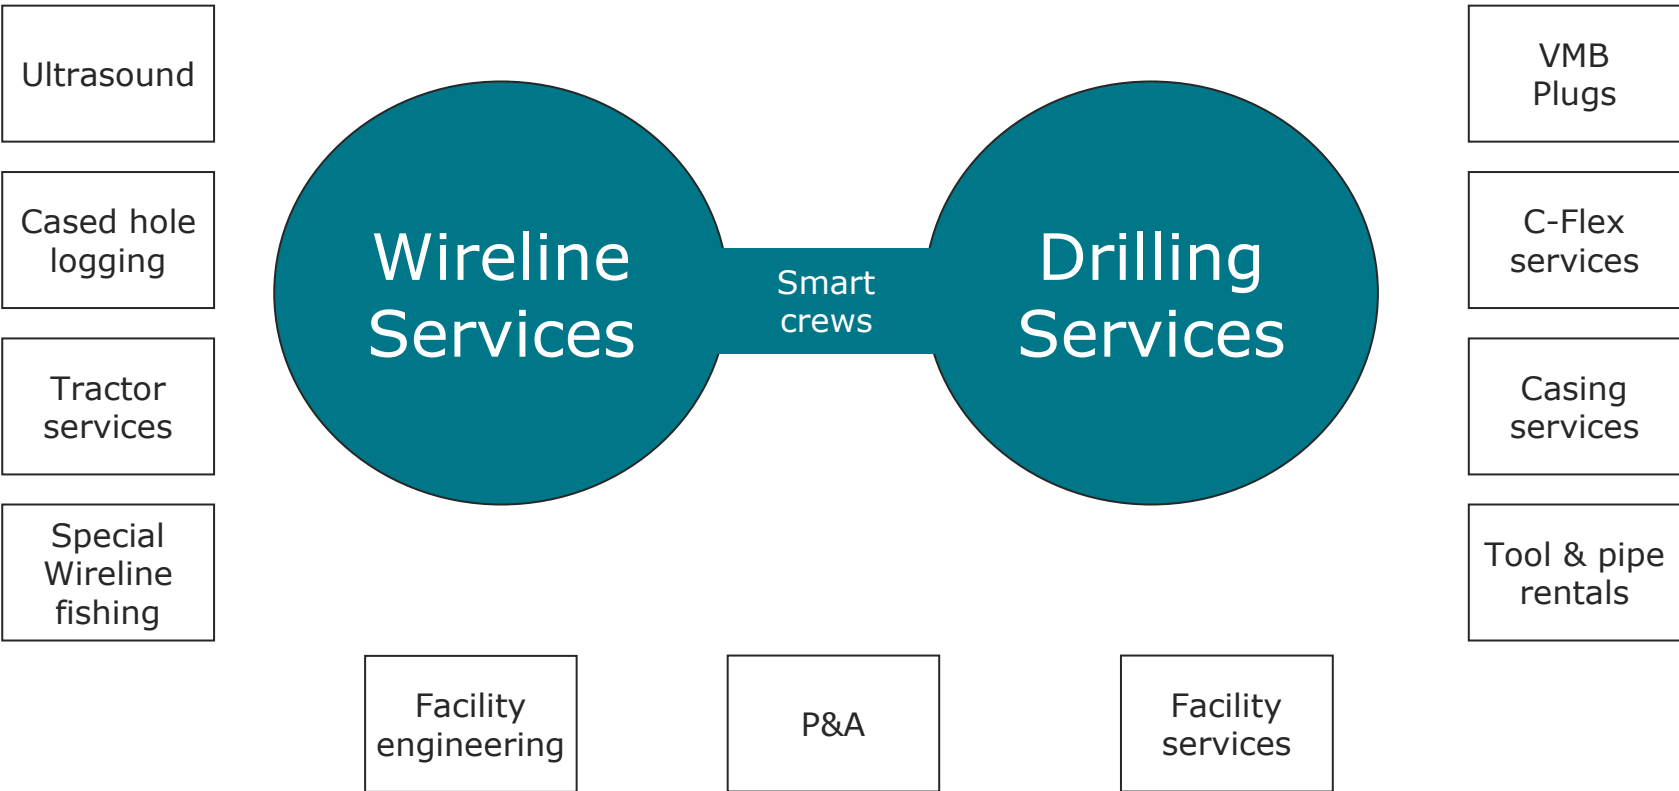 Ultrasound
Cased hole
logging
Tractor
services
Special
Wireline
fishing
Wireline
Services
Smart
crews
Drilling
Services
VMB
Plugs
C-Flex
services
Casing
services
Tool & pipe
rentals
Facility
engineering
P&A
Facility
services